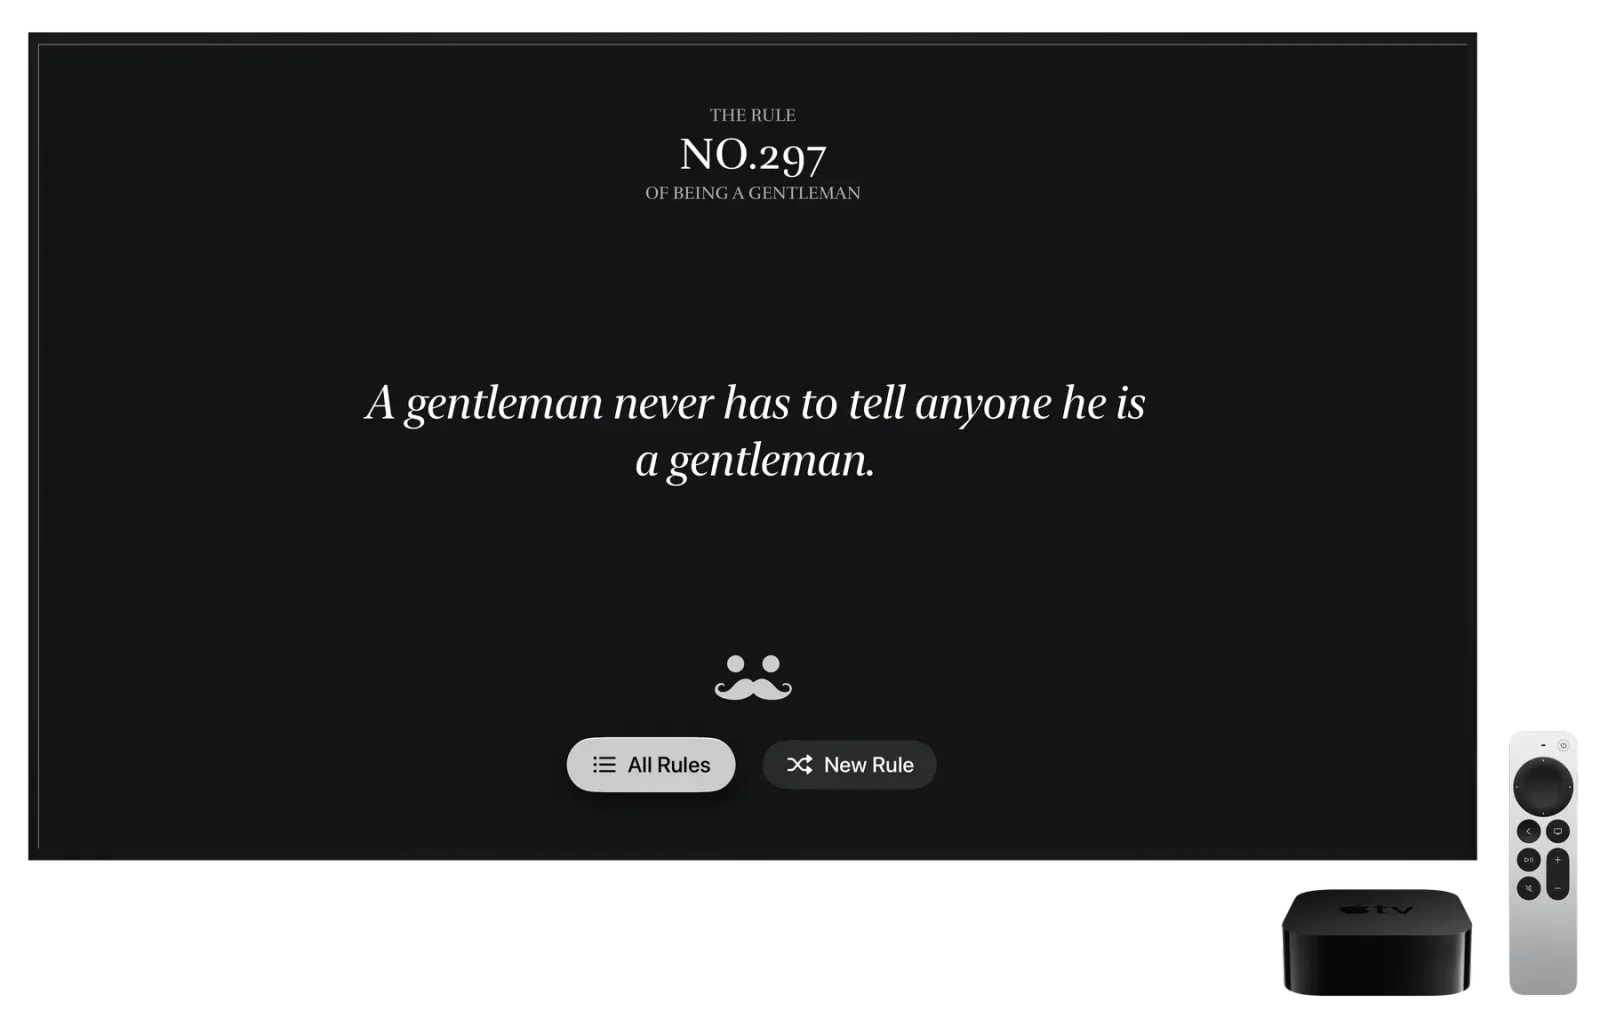 THE RULE
NO.297
OF BEING A GENTLEMAN
A gentleman never has to tell anyone he is
a gentleman.
All Rules
New Rule
tv